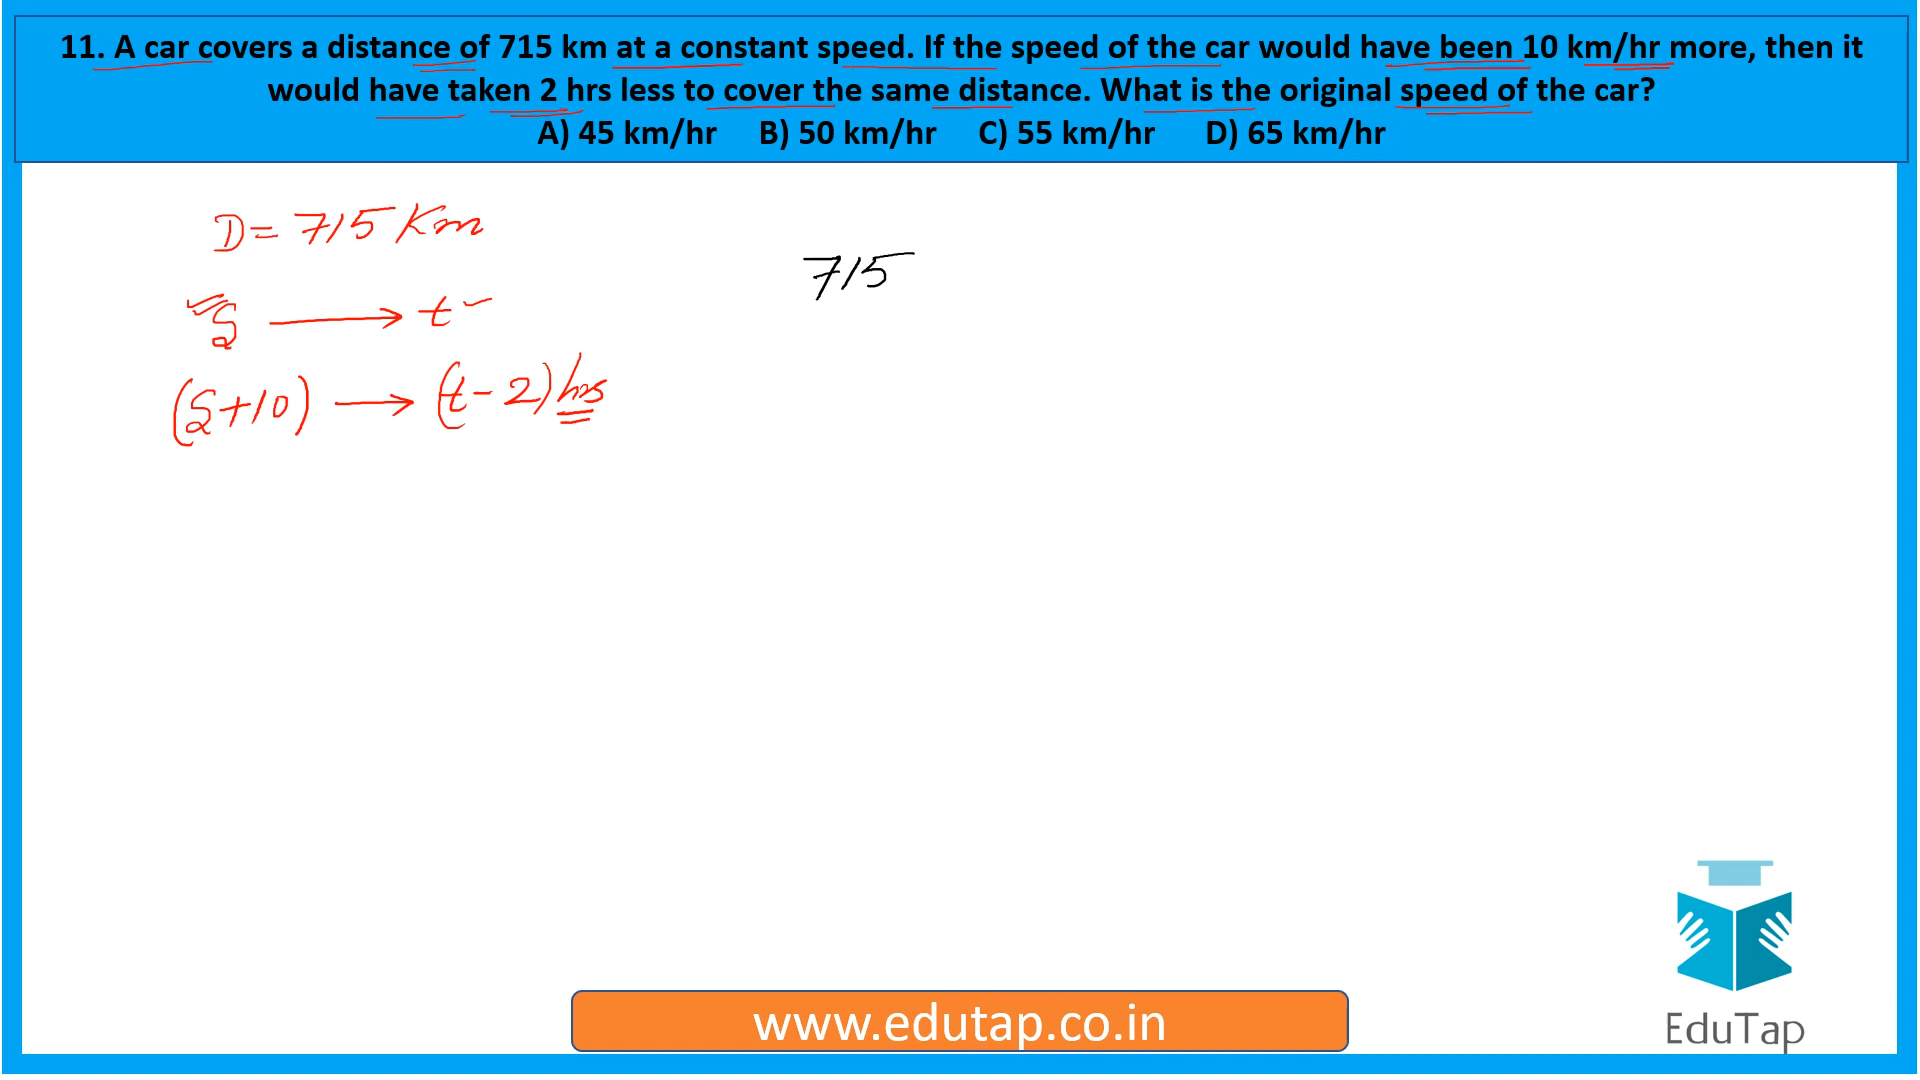 11. A car covers a distance of 715 km at a constant speed. If the speed of the car would have been 10 km/hr more, then it
would have taken 2 hrs less to cover the same distance. What is the original speed of the car?
A) 45 km/hr B) 50 km/hr C) 55 km/hr D) 65 km/hr
D = 715 Km
715
S → t
(S+10) → (t-2) hrs
www.edutap.co.in
EduTap